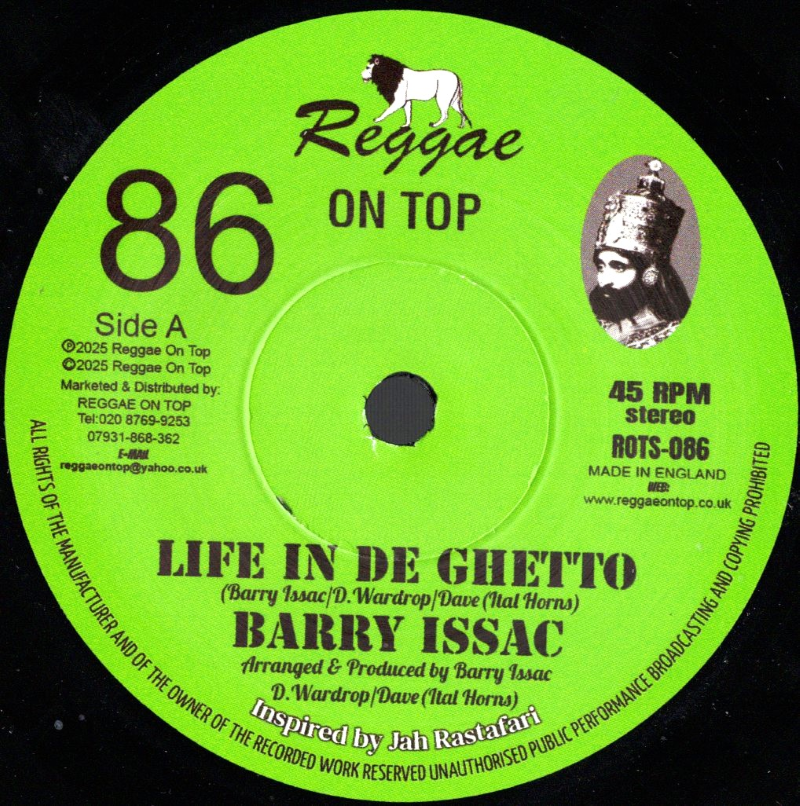 Reggae
ON TOP
86
Side A
℗2025 Reggae On Top
©2025 Reggae On Top
Marketed & Distributed by:
REGGAE ON TOP
Tel:020 8769-9253
07931-868-362
E-MAIL
reggaeontop@yahoo.co.uk
45 RPM
stereo
ROTS-086
MADE IN ENGLAND
WEB:
www.reggaeontop.co.uk
LIFE IN DE GHETTO
(Barry Issac/D.Wardrop/Dave(Ital Horns)
BARRY ISSAC
Arranged & Produced by Barry Issac
D.Wardrop/Dave(Ital Horns)
Inspired by Jah Rastafari
ALL RIGHTS OF THE MANUFACTURER AND OF THE OWNER OF THE RECORDED WORK RESERVED UNAUTHORISED PUBLIC PERFORMANCE BROADCASTING AND COPYING PROHIBITED